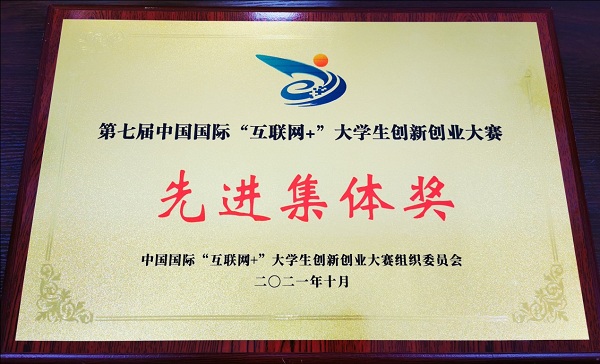 第七届中国国际“互联网+”大学生创新创业大赛
先进集体奖
中国国际“互联网+”大学生创新创业大赛组织委员会
二〇二一年十月